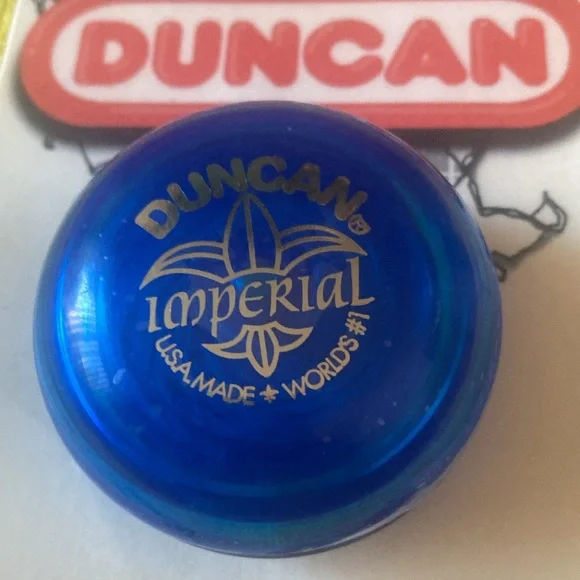 DUNCAN
DUNCAN
IMPERIAL
U.S.A. MADE ★ WORLD'S #1